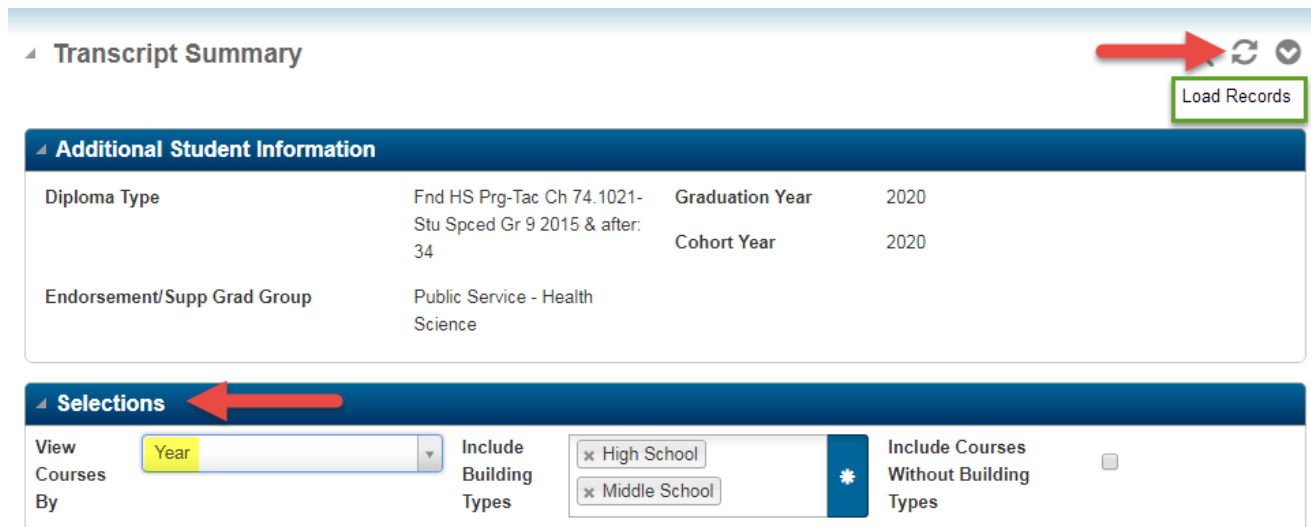 Transcript Summary
Load Records
Additional Student Information
Diploma Type
Fnd HS Prg-Tac Ch 74.1021-
Stu Spced Gr 9 2015 & after:
34
Graduation Year
2020
Cohort Year
2020
Endorsement/Supp Grad Group
Public Service - Health
Science
Selections
View
Courses
By
Year
Include
Building
Types
× High School
× Middle School
Include Courses
Without Building
Types